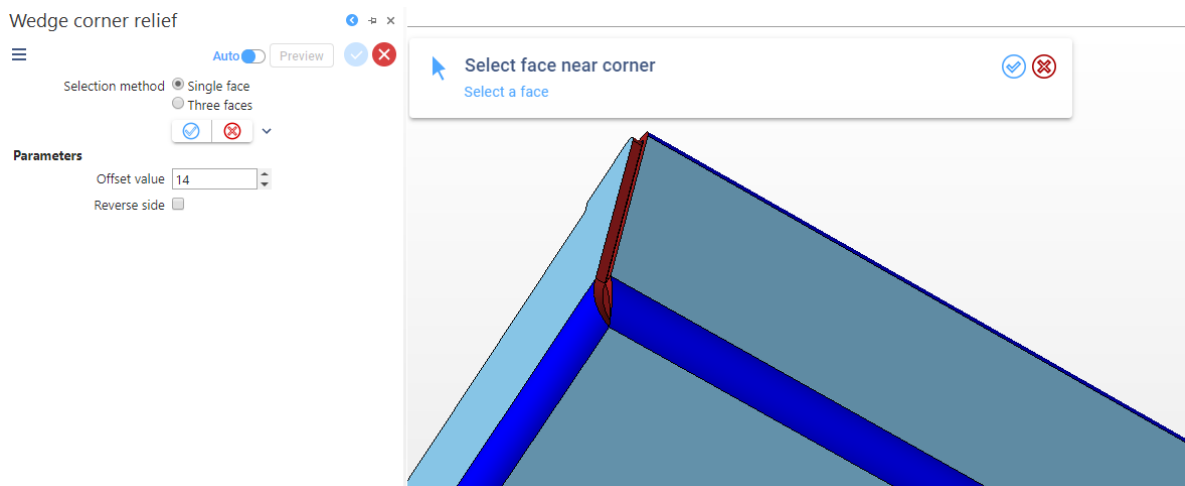 Wedge corner relief
Auto Preview
Selection method Single face
Three faces
Parameters
Offset value 14
Reverse side
Select face near corner
Select a face